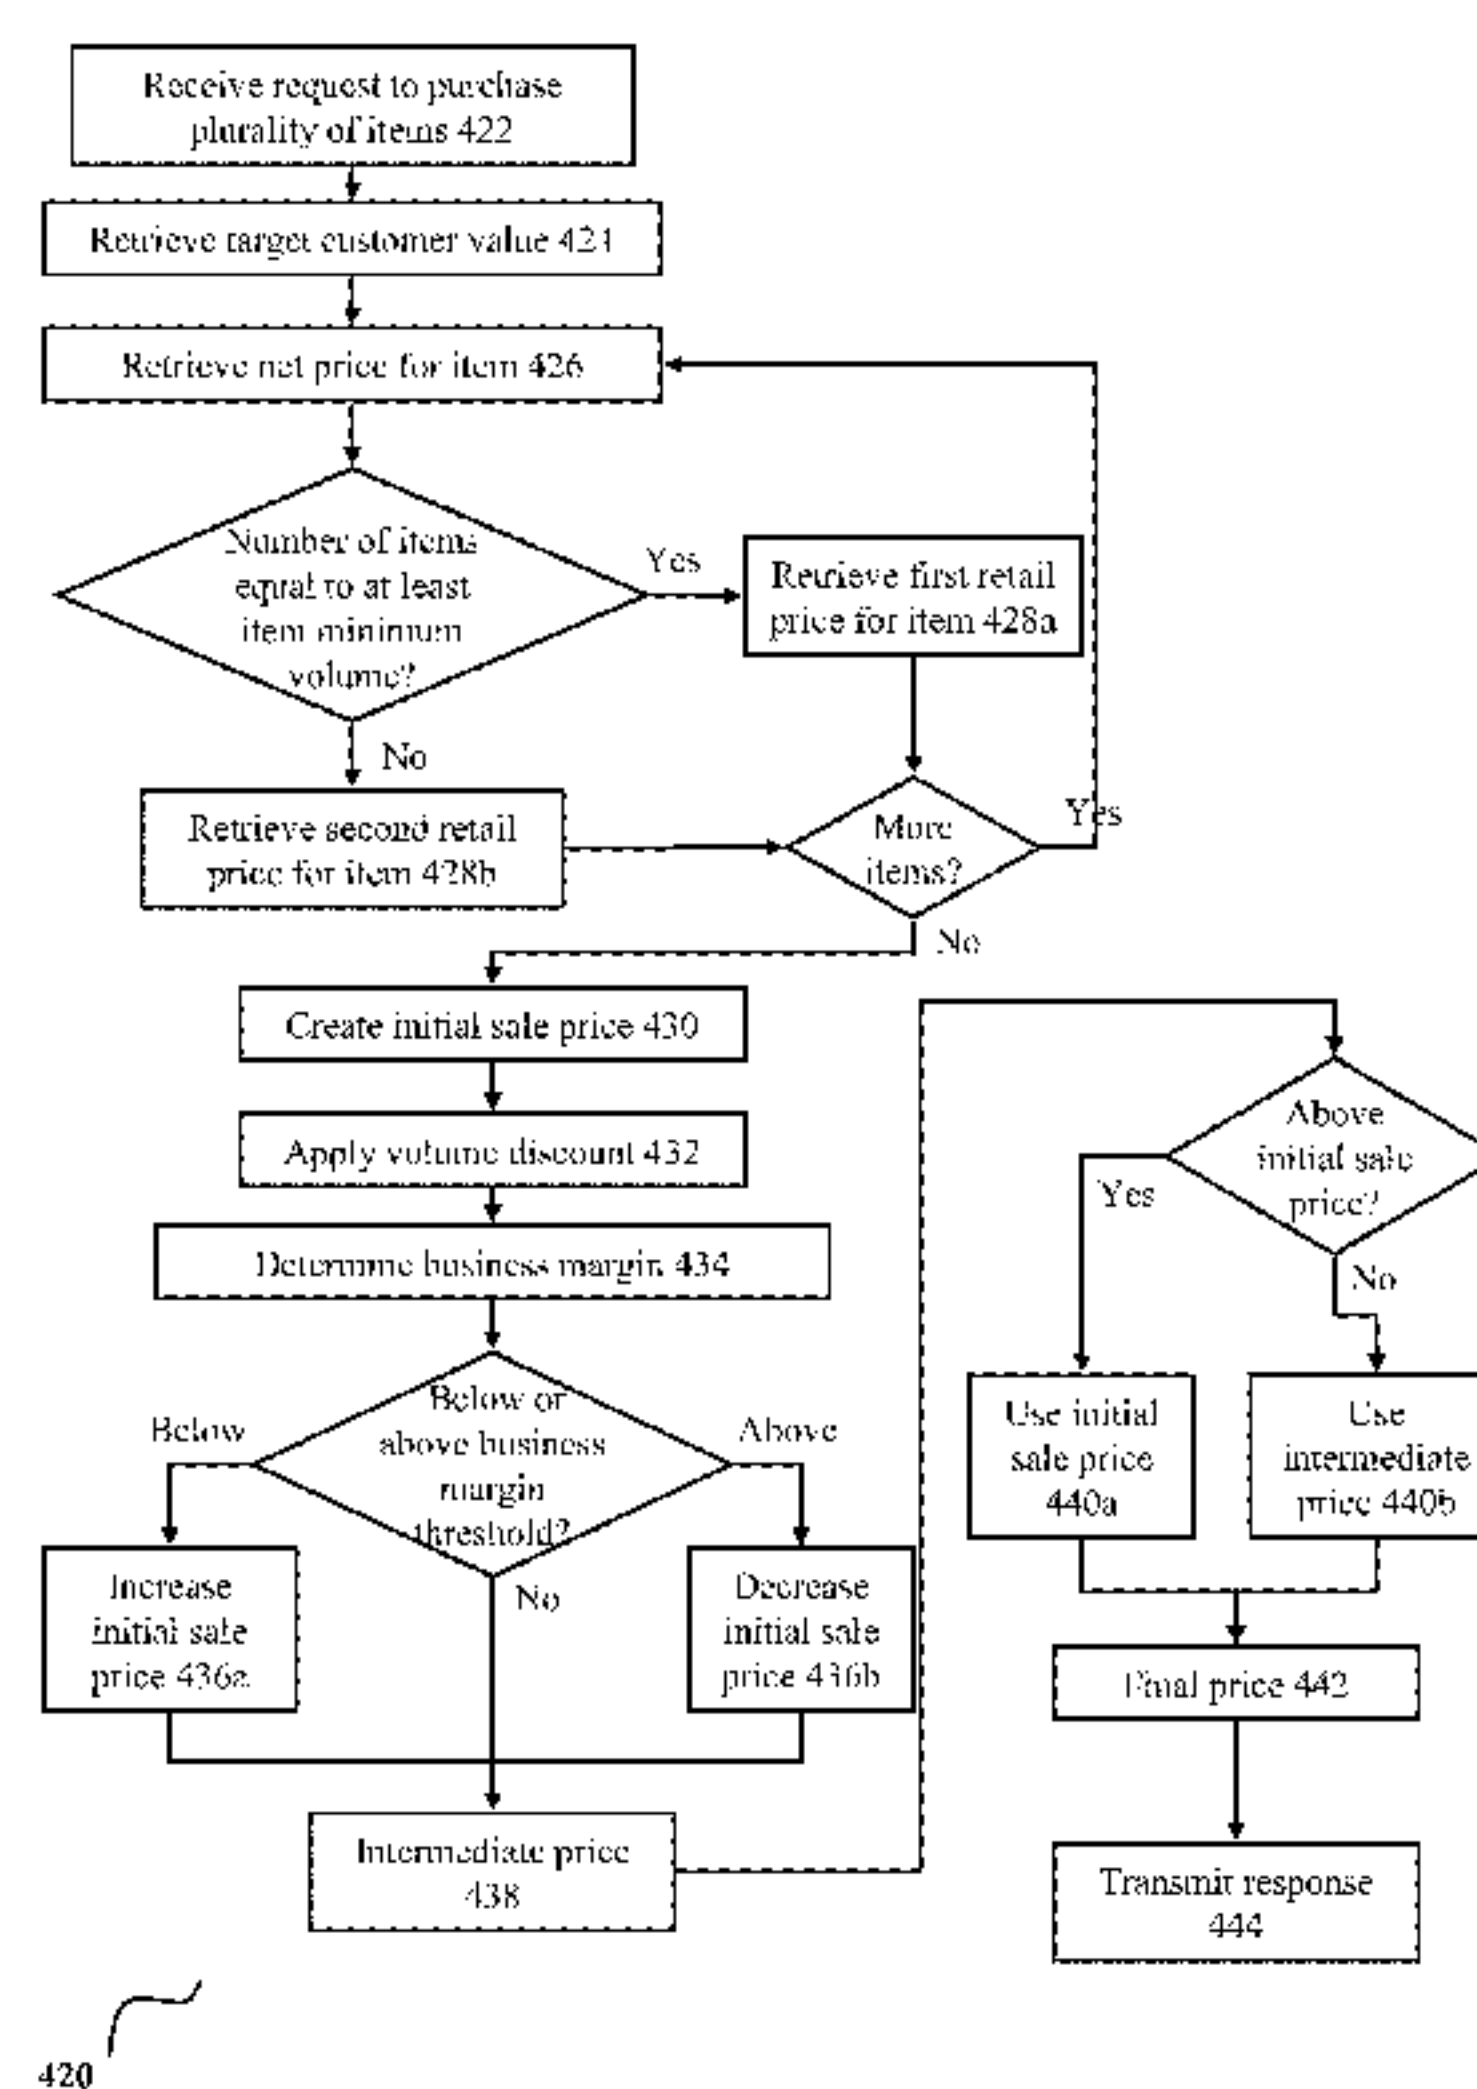 Receive request to purchase
plurality of items 422
Retrieve target customer value 424
Retrieve net price for item 426
Number of items
equal to at least
item minimum
volume?
Yes
Retrieve first retail
price for item 428a
No
Retrieve second retail
price for item 428b
More
items?
Yes
No
Create initial sale price 430
Apply volume discount 432
Determine business margin 434
Below or
above business
margin
threshold?
Below
Above
No
Increase
initial sale
price 436a
Decrease
initial sale
price 436b
Intermediate price
438
Above
initial sale
price?
Yes
No
Use initial
sale price
440a
Use
intermediate
price 440b
Final price 442
Transmit response
444
420